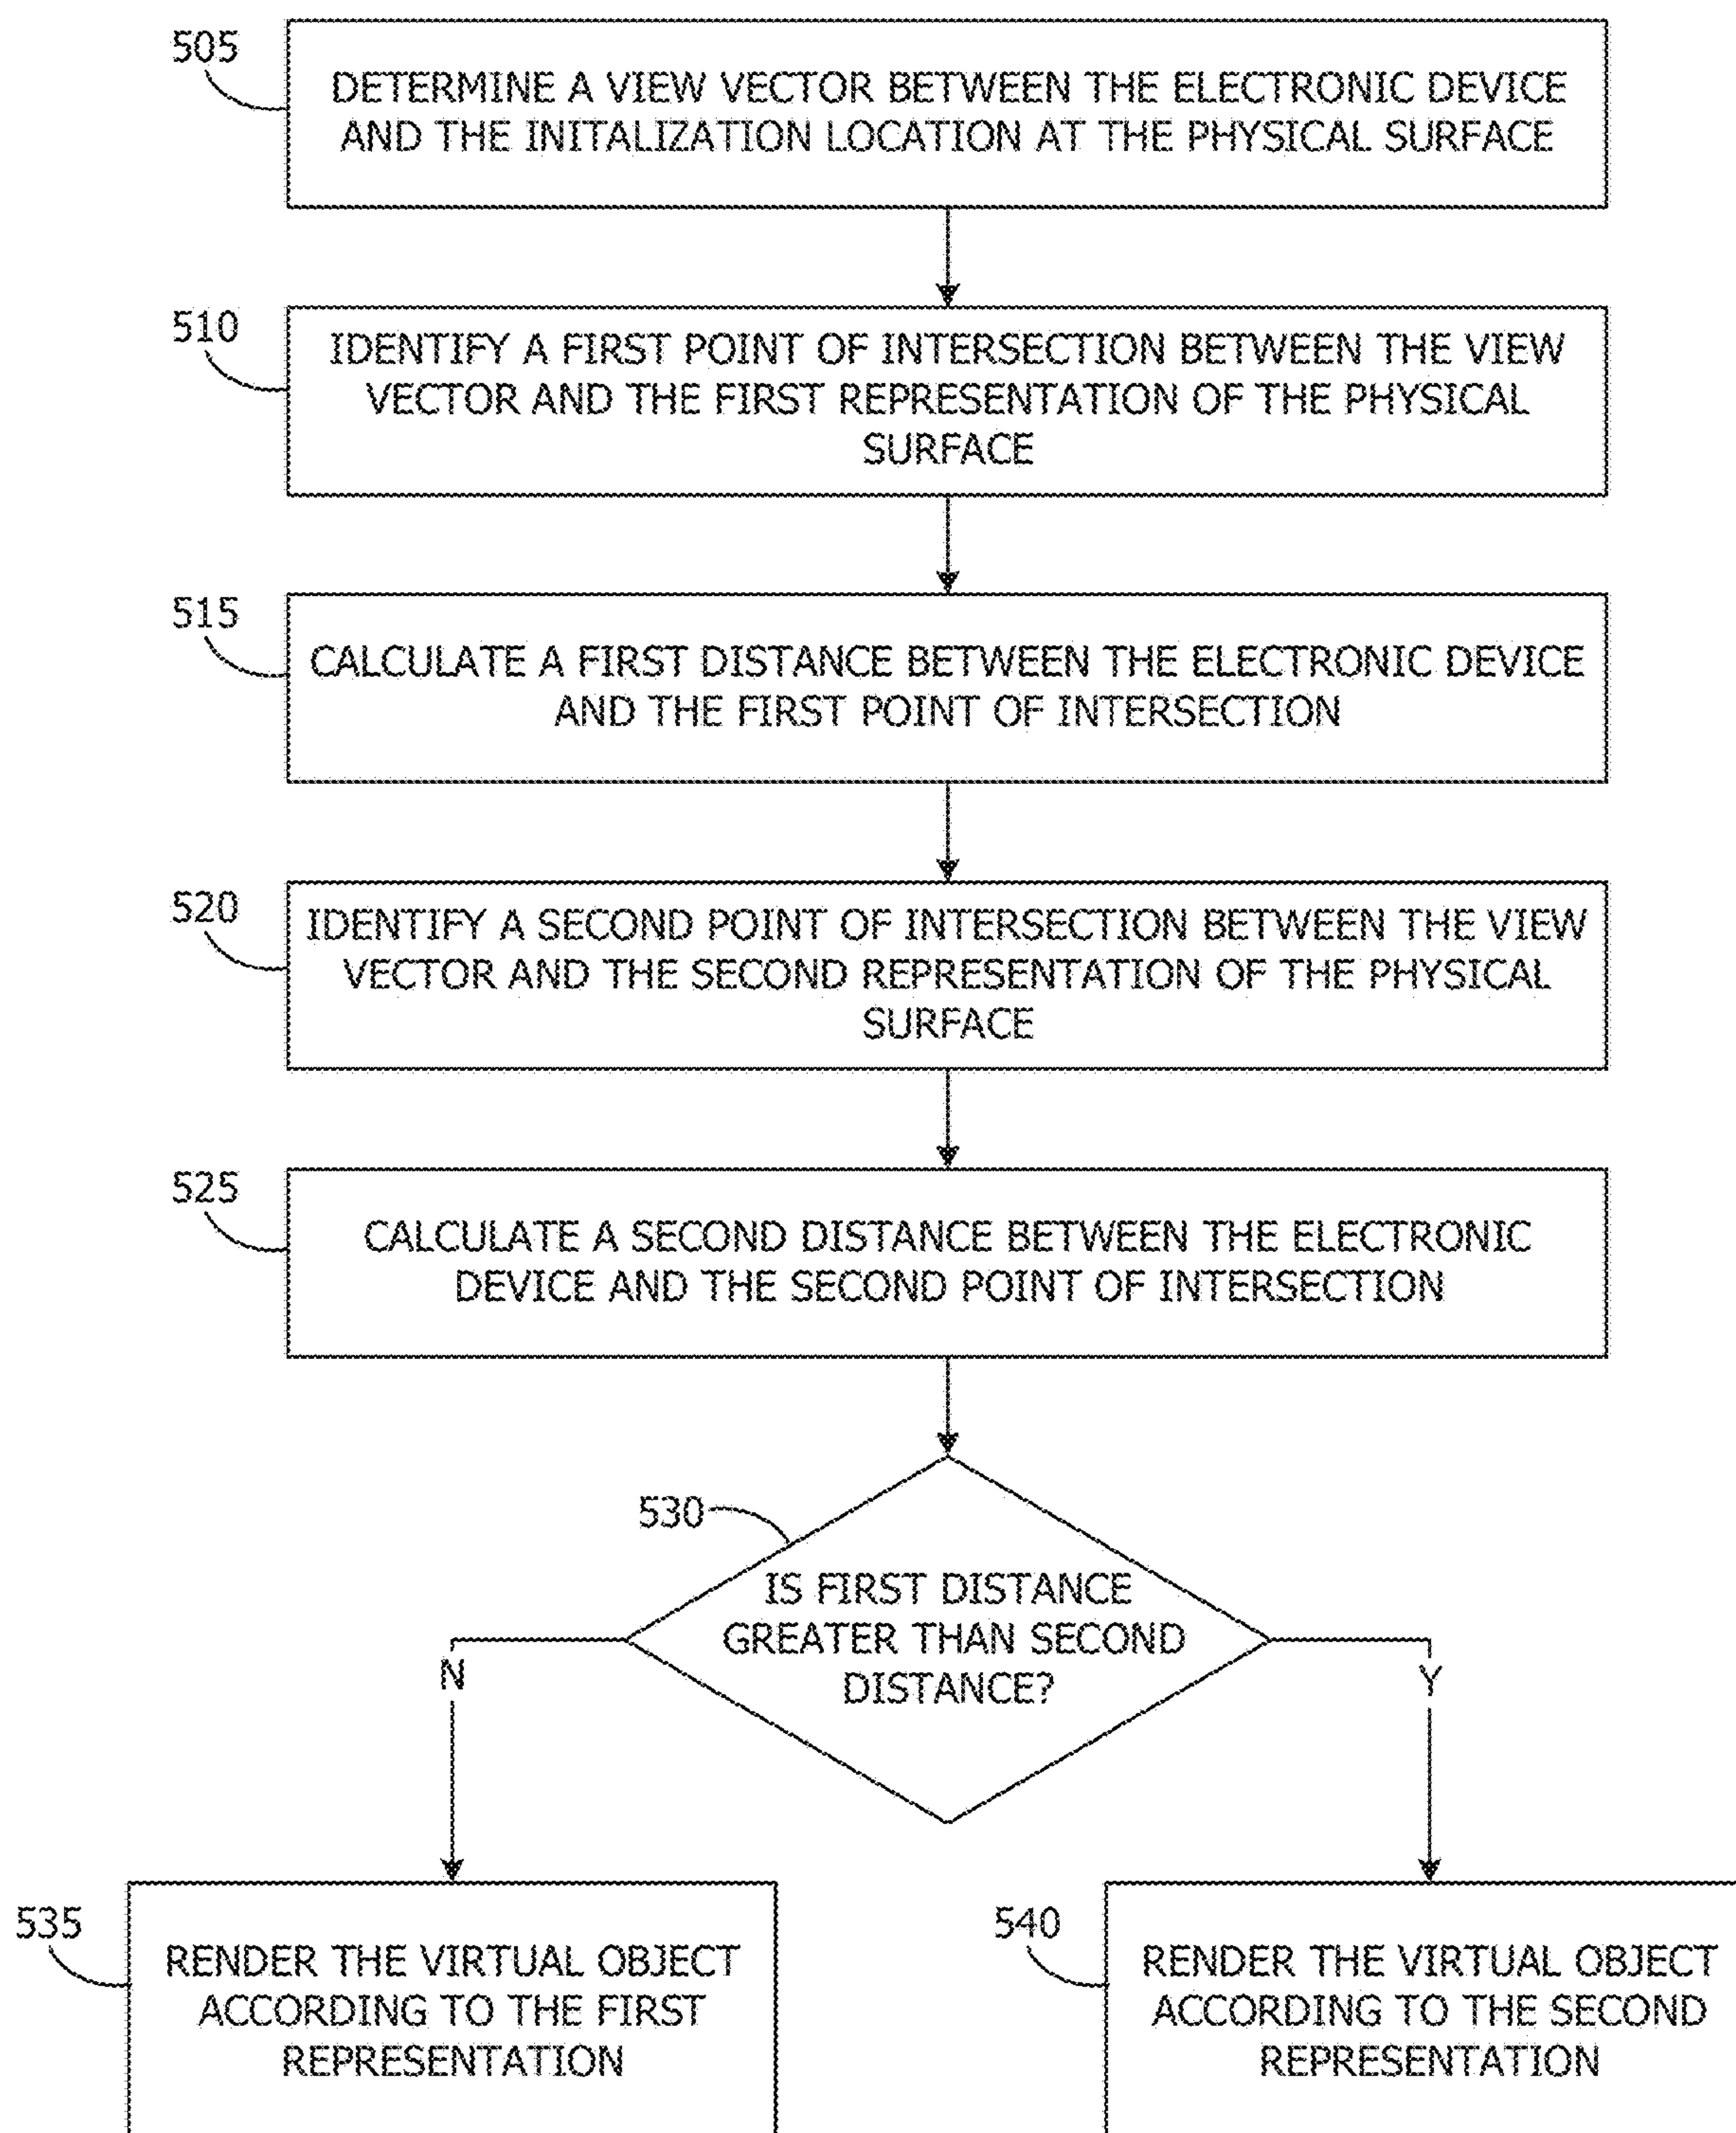 505
DETERMINE A VIEW VECTOR BETWEEN THE ELECTRONIC DEVICE
AND THE INITALIZATION LOCATION AT THE PHYSICAL SURFACE
510
IDENTIFY A FIRST POINT OF INTERSECTION BETWEEN THE VIEW
VECTOR AND THE FIRST REPRESENTATION OF THE PHYSICAL
SURFACE
515
CALCULATE A FIRST DISTANCE BETWEEN THE ELECTRONIC DEVICE
AND THE FIRST POINT OF INTERSECTION
520
IDENTIFY A SECOND POINT OF INTERSECTION BETWEEN THE VIEW
VECTOR AND THE SECOND REPRESENTATION OF THE PHYSICAL
SURFACE
525
CALCULATE A SECOND DISTANCE BETWEEN THE ELECTRONIC
DEVICE AND THE SECOND POINT OF INTERSECTION
530
IS FIRST DISTANCE
GREATER THAN SECOND
DISTANCE?
N
Y
535
RENDER THE VIRTUAL OBJECT
ACCORDING TO THE FIRST
REPRESENTATION
540
RENDER THE VIRTUAL OBJECT
ACCORDING TO THE SECOND
REPRESENTATION